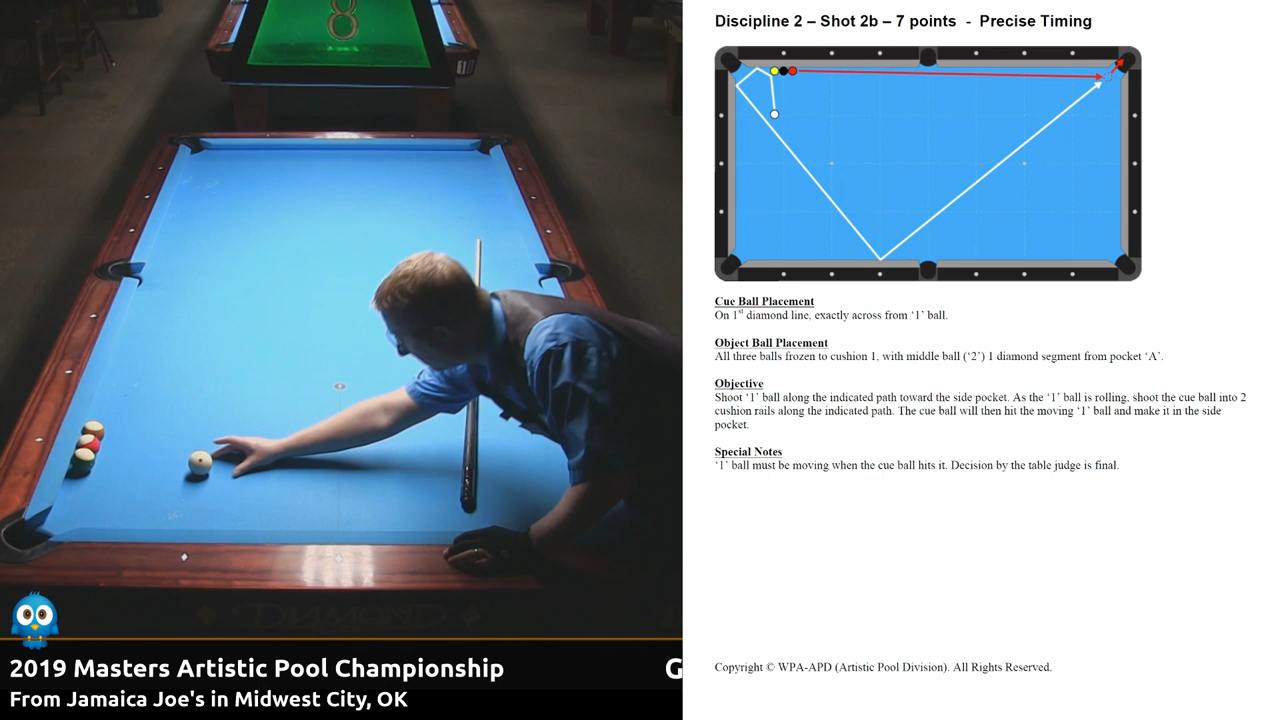 8
10
DIAMOND
2019 Masters Artistic Pool Championship
G
From Jamaica Joe's in Midwest City, OK
Discipline 2 – Shot 2b – 7 points - Precise Timing
Cue Ball Placement
On 1st diamond line, exactly across from ‘1’ ball.
Object Ball Placement
All three balls frozen to cushion 1, with middle ball (‘2’) 1 diamond segment from pocket ‘A’.
Objective
Shoot ‘1’ ball along the indicated path toward the side pocket. As the ‘1’ ball is rolling, shoot the cue ball into 2
cushion rails along the indicated path. The cue ball will then hit the moving ‘1’ ball and make it in the side
pocket.
Special Notes
‘1’ ball must be moving when the cue ball hits it. Decision by the table judge is final.
Copyright © WPA-APD (Artistic Pool Division). All Rights Reserved.